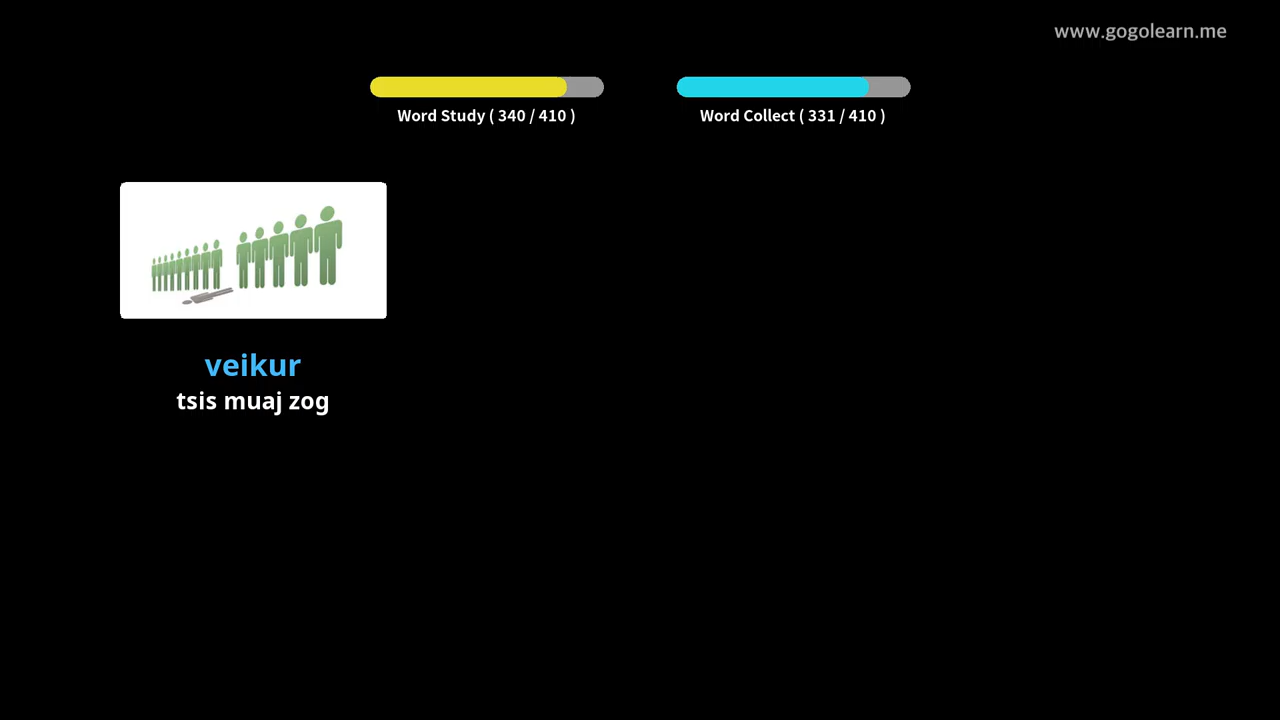 www.gogolearn.me
Word Study ( 340 / 410 )
Word Collect ( 331 / 410 )
veikur
tsis muaj zog